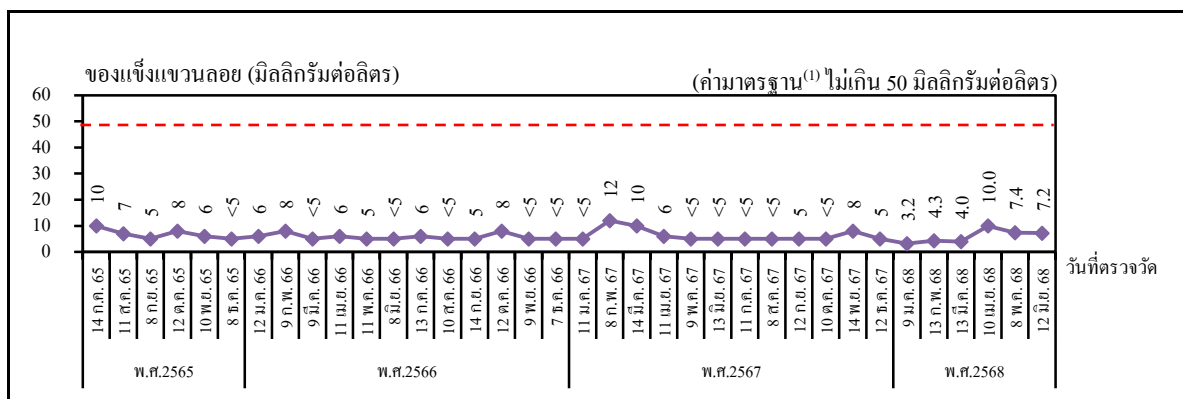 ของแข็งแขวนลอย (มิลลิกรัมต่อลิตร) (ค่ามาตรฐาน(1) ไม่เกิน 50 มิลลิกรัมต่อลิตร)
60
50
40
30
20
10
0
10 7 5 8 6 <5 6 8 <5 6 5 <5 6 <5 5 8 <5 <5 <5 12 10 6 <5 <5 <5 <5 5 <5 8 5 3.2 4.3 4.0 10.0 7.4 7.2
วันที่ตรวจวัด
14 ก.ค. 65
11 ส.ค. 65
8 ก.ย. 65
12 ต.ค. 65
10 พ.ย. 65
8 ธ.ค. 65
12 ม.ค. 66
9 ก.พ. 66
9 มี.ค. 66
11 เม.ย. 66
11 พ.ค. 66
8 มิ.ย. 66
13 ก.ค. 66
10 ส.ค. 66
14 ก.ย. 66
12 ต.ค. 66
9 พ.ย. 66
7 ธ.ค. 66
11 ม.ค. 67
8 ก.พ. 67
14 มี.ค. 67
11 เม.ย. 67
9 พ.ค. 67
13 มิ.ย. 67
11 ก.ค. 67
8 ส.ค. 67
12 ก.ย. 67
10 ต.ค. 67
14 พ.ย. 67
12 ธ.ค. 67
9 ม.ค. 68
13 ก.พ. 68
13 มี.ค. 68
10 เม.ย. 68
8 พ.ค. 68
12 มิ.ย. 68
พ.ศ.2565 พ.ศ.2566 พ.ศ.2567 พ.ศ.2568